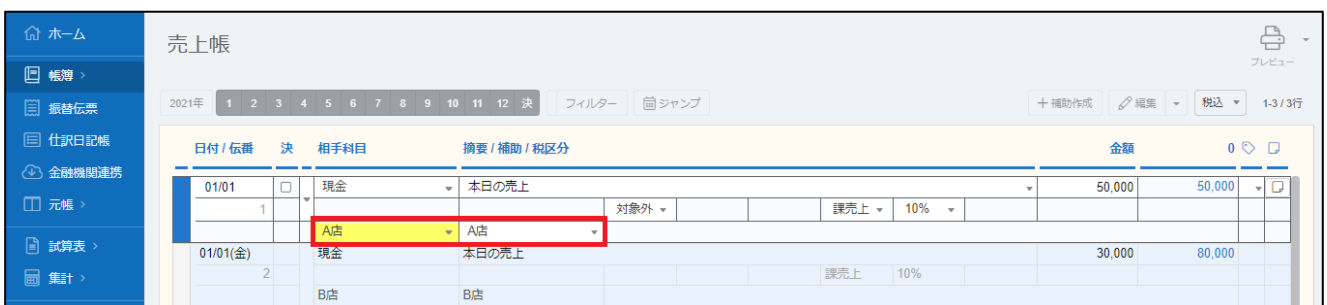 ホーム
帳簿 >
振替伝票
仕訳日記帳
金融機関連携
元帳 >
試算表 >
集計 >
売上帳
プレビュー
2021年 1 2 3 4 5 6 7 8 9 10 11 12 決 フィルター ジャンプ ＋補助作成 編集 税込 1-3 / 3行
日付 / 伝番 決 相手科目 摘要 / 補助 / 税区分 金額 0
01/01 現金 本日の売上 50,000 50,000
1 対象外 課売上 10%
A店 A店
01/01(金) 現金 本日の売上 30,000 80,000
2 課売上 10%
B店 B店